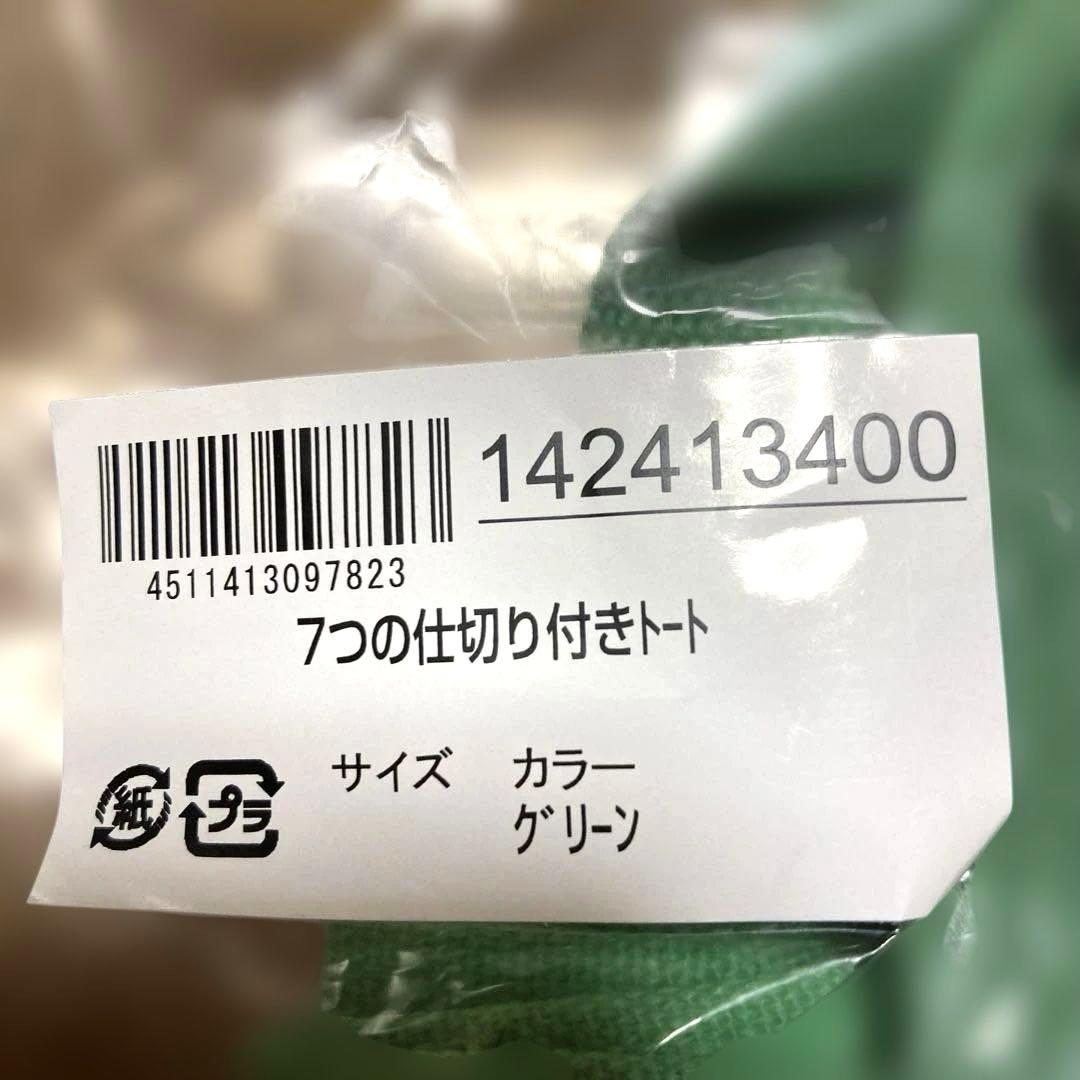 142413400
4511413097823
7つの仕切り付きﾄｰﾄ
サイズ カラー
ｸﾞﾘｰﾝ
紙 プラ